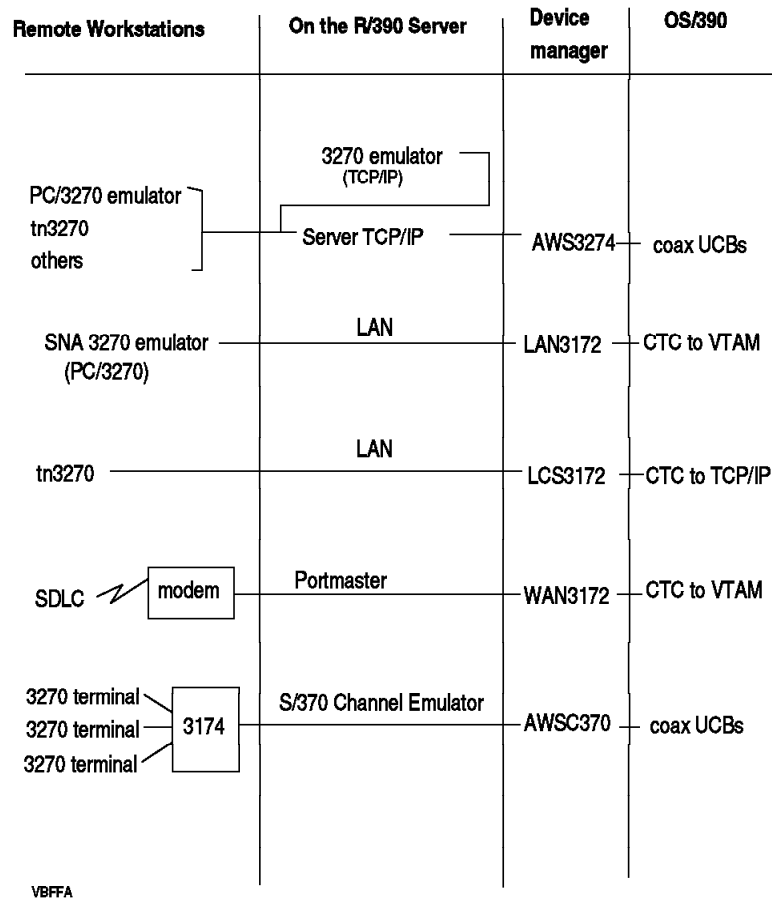 Remote Workstations
On the R/390 Server
Device
manager
OS/390
3270 emulator
(TCP/IP)
PC/3270 emulator
tn3270
others
Server TCP/IP
AWS3274
coax UCBs
LAN
SNA 3270 emulator
(PC/3270)
LAN3172
CTC to VTAM
LAN
tn3270
LCS3172
CTC to TCP/IP
SDLC
modem
Portmaster
WAN3172
CTC to VTAM
3270 terminal
3270 terminal
3270 terminal
3174
S/370 Channel Emulator
AWSC370
coax UCBs
VBFFA